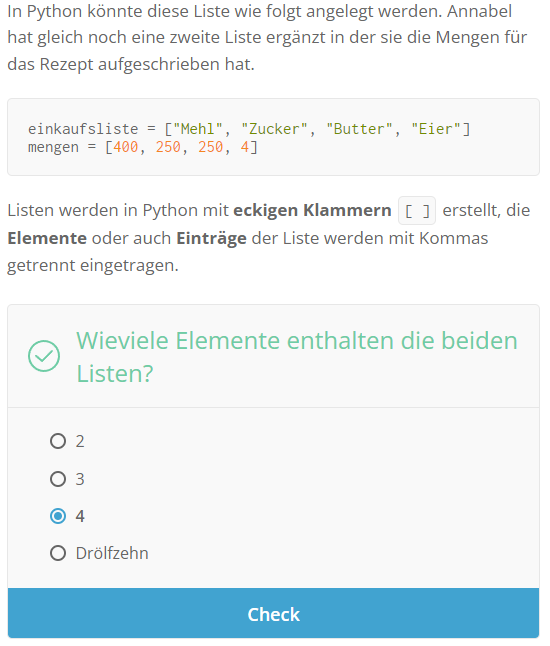 In Python könnte diese Liste wie folgt angelegt werden. Annabel
hat gleich noch eine zweite Liste ergänzt in der sie die Mengen für
das Rezept aufgeschrieben hat.
einkaufsliste = ["Mehl", "Zucker", "Butter", "Eier"]
mengen = [400, 250, 250, 4]
Listen werden in Python mit eckigen Klammern [ ] erstellt, die
Elemente oder auch Einträge der Liste werden mit Kommas
getrennt eingetragen.
Wieviele Elemente enthalten die beiden
Listen?
2
3
4
Drölfzehn
Check